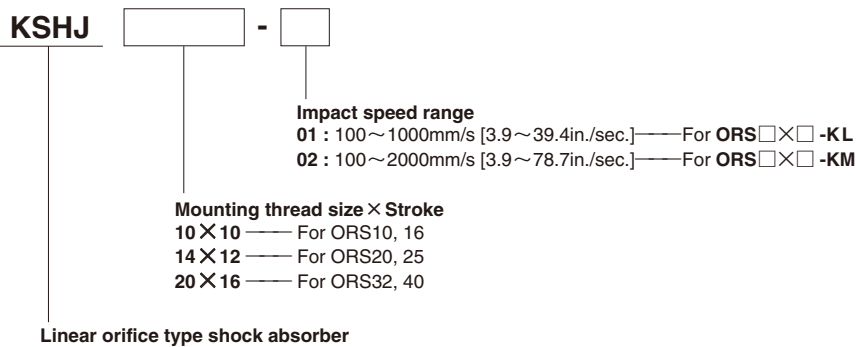 KSHJ □ - □
Impact speed range
01 : 100～1000mm/s [3.9～39.4in./sec.]――For ORS□×□ -KL
02 : 100～2000mm/s [3.9～78.7in./sec.]――For ORS□×□ -KM
Mounting thread size×Stroke
10×10 ―― For ORS10, 16
14×12 ―― For ORS20, 25
20×16 ―― For ORS32, 40
Linear orifice type shock absorber